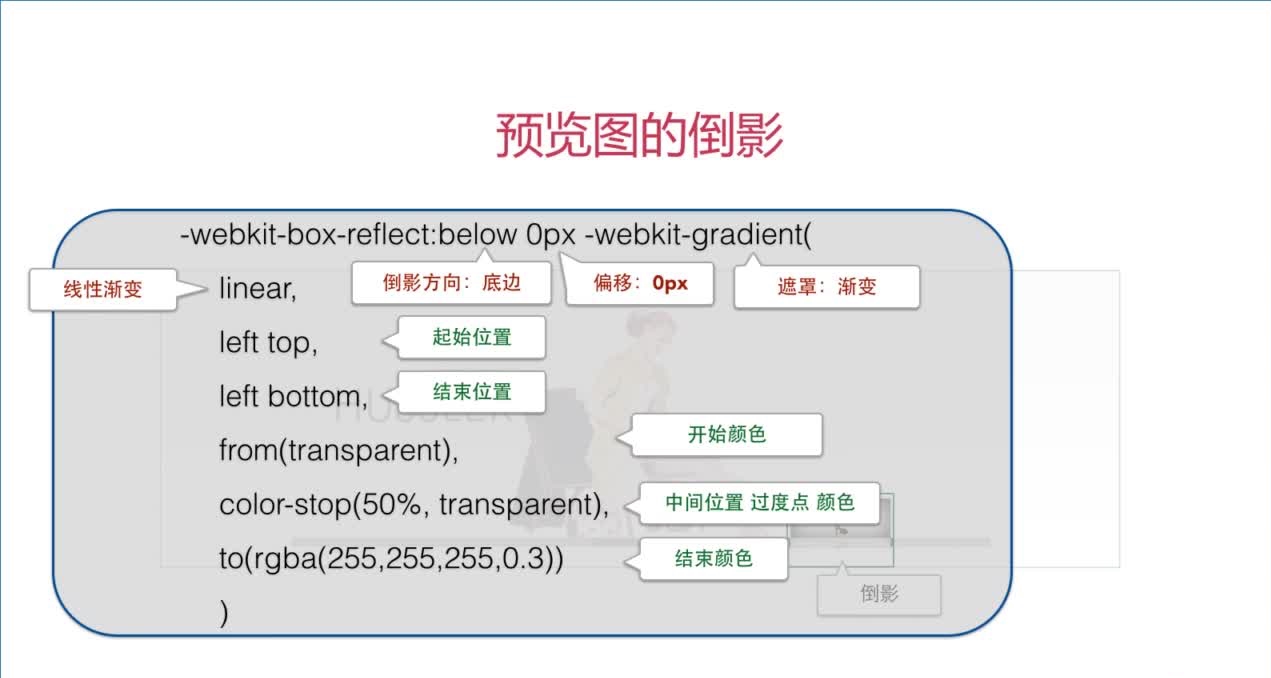 预览图的倒影
-webkit-box-reflect:below 0px -webkit-gradient(
线性渐变
linear,
倒影方向：底边
偏移：0px
遮罩：渐变
left top,
起始位置
left bottom,
结束位置
from(transparent),
开始颜色
color-stop(50%, transparent),
中间位置 过度点 颜色
to(rgba(255,255,255,0.3))
结束颜色
倒影
)